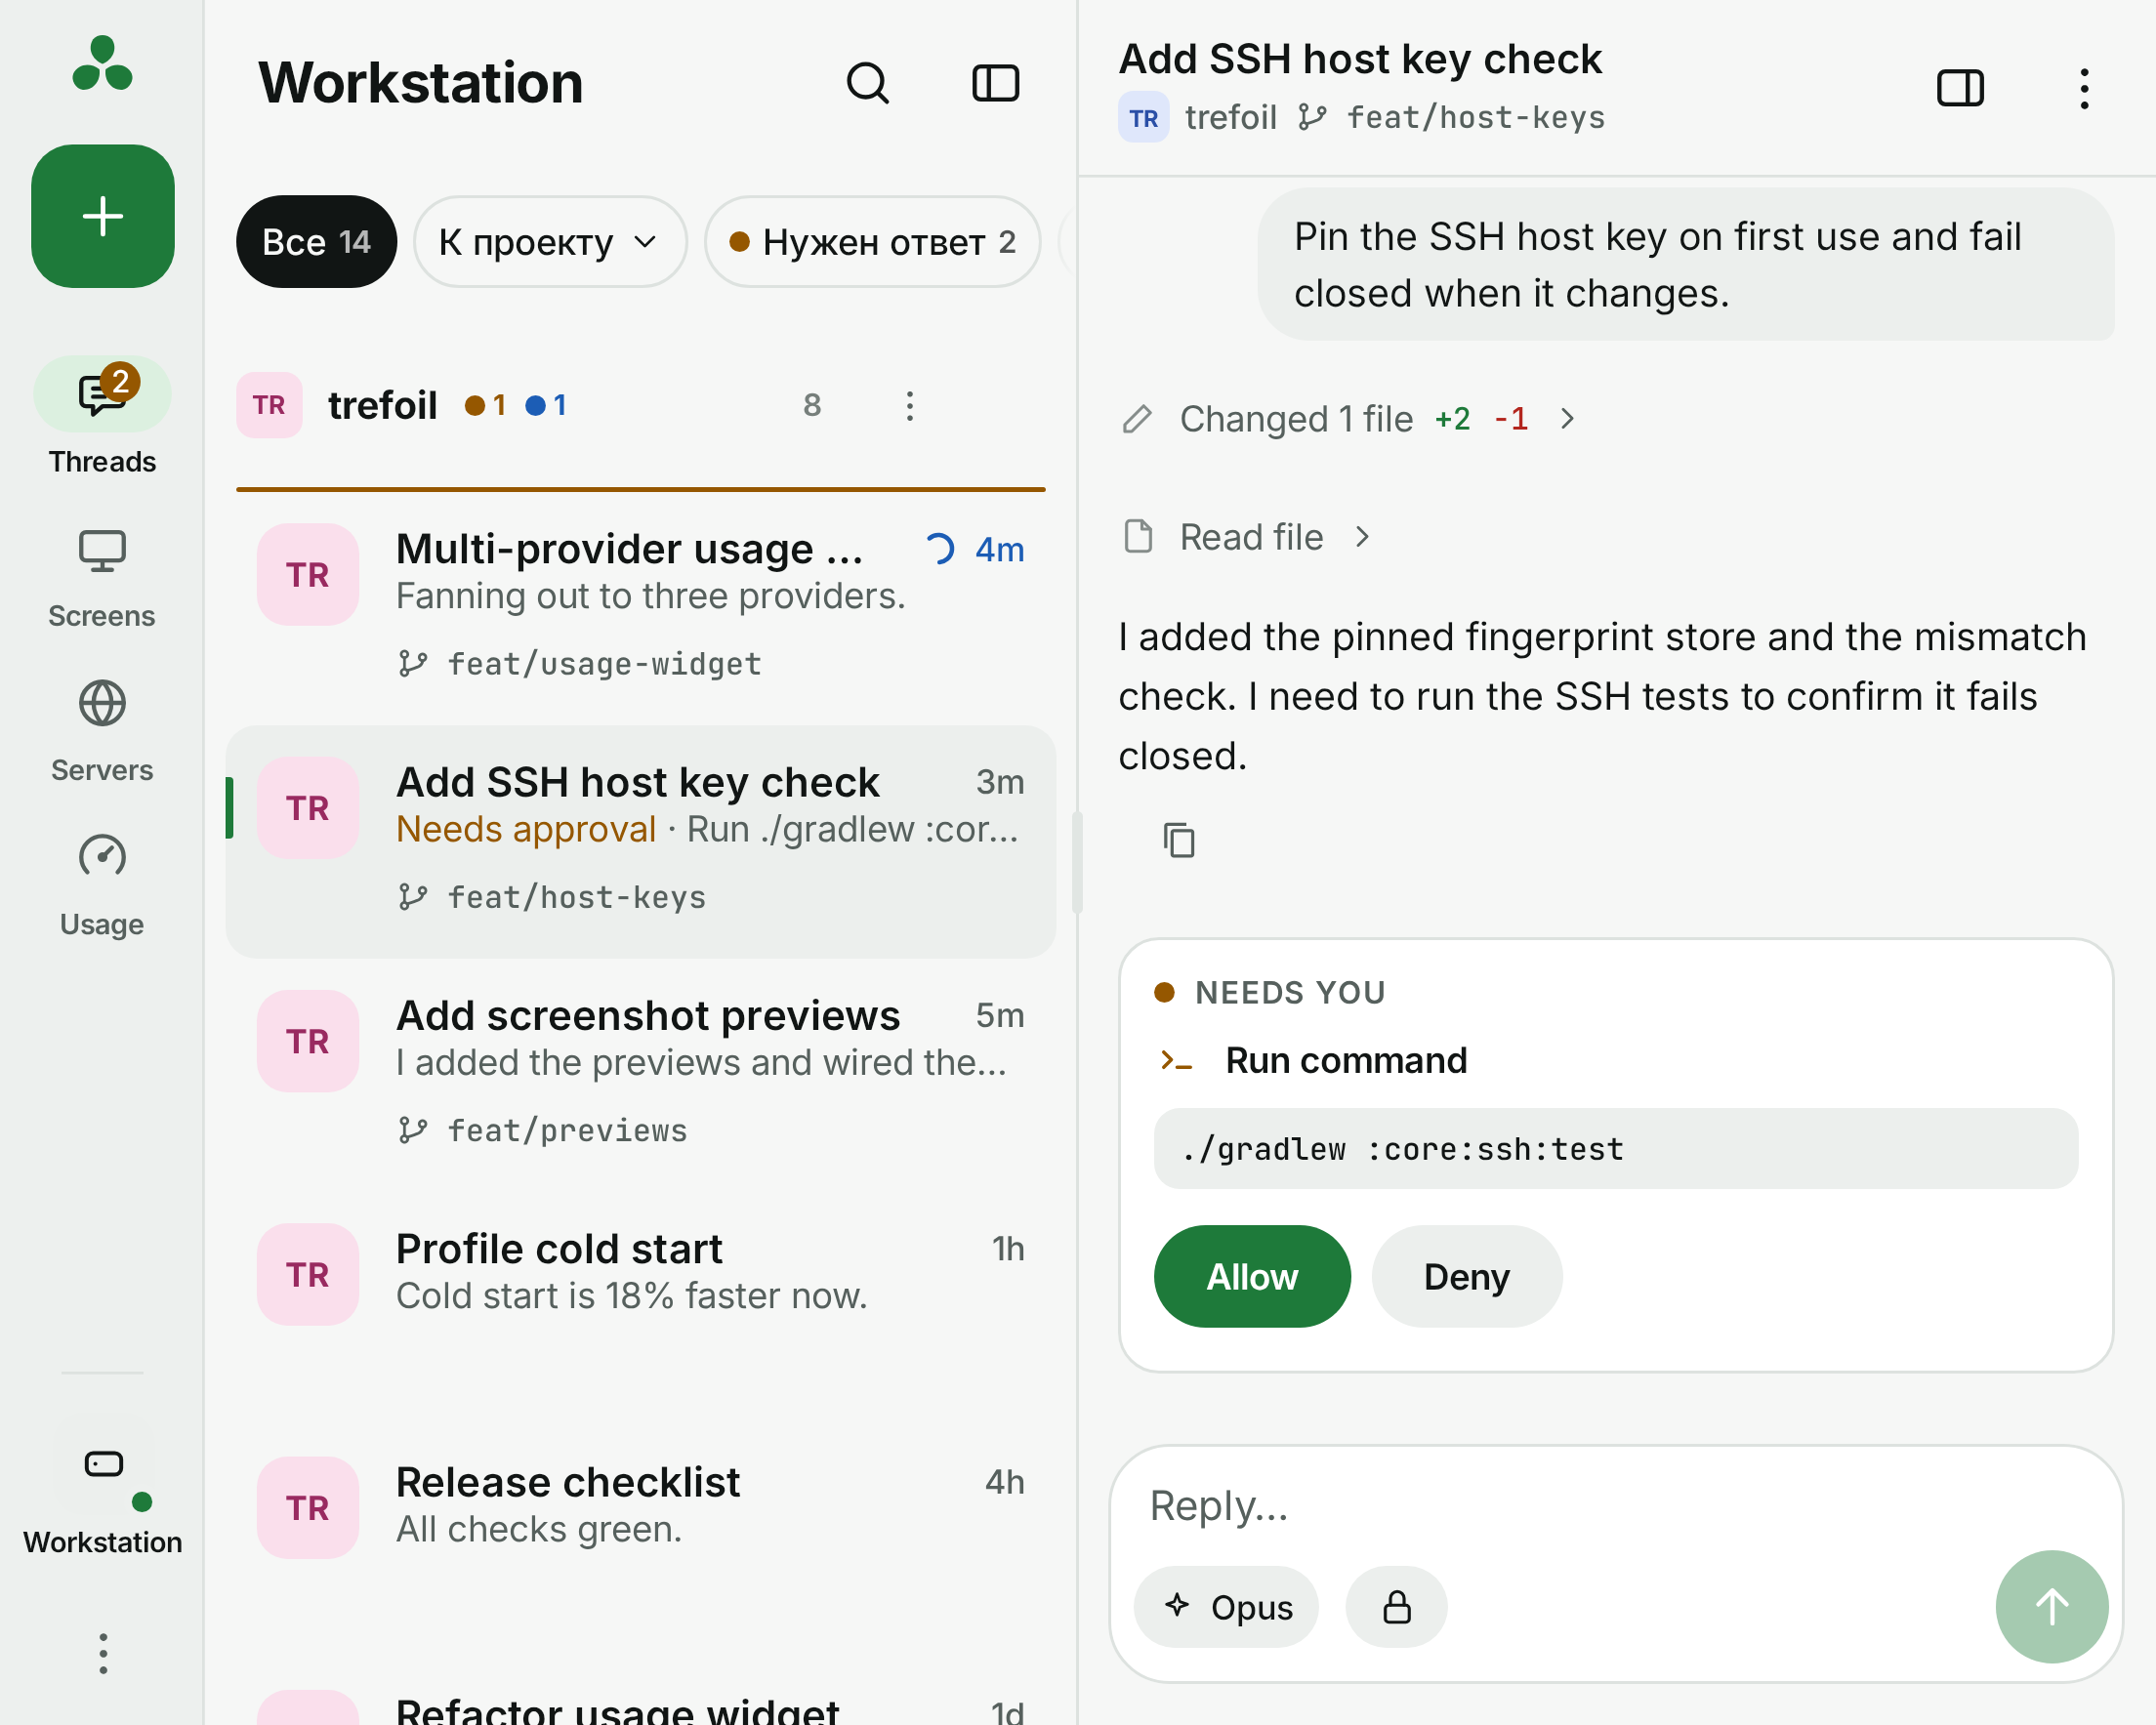 2
Threads
Screens
Servers
Usage
Workstation
Workstation
Все 14
К проекту
Нужен ответ 2
TR trefoil 1 1 8
TR
Multi-provider usage ... 4m
Fanning out to three providers.
feat/usage-widget
TR
Add SSH host key check 3m
Needs approval · Run ./gradlew :cor...
feat/host-keys
TR
Add screenshot previews 5m
I added the previews and wired the...
feat/previews
TR
Profile cold start 1h
Cold start is 18% faster now.
TR
Release checklist 4h
All checks green.
Refactor usage widget 1d
Add SSH host key check
TR trefoil feat/host-keys
Pin the SSH host key on first use and fail
closed when it changes.
Changed 1 file +2 -1
Read file
I added the pinned fingerprint store and the mismatch
check. I need to run the SSH tests to confirm it fails
closed.
NEEDS YOU
Run command
./gradlew :core:ssh:test
Allow
Deny
Reply...
Opus